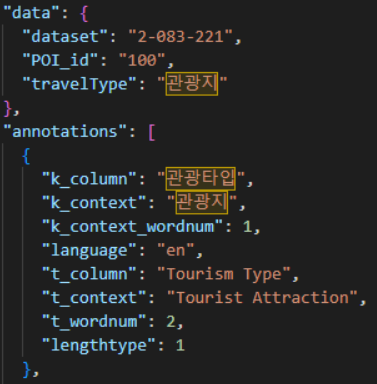 "data": {
"dataset": "2-083-221",
"POI_id": "100",
"travelType": "관광지"
},
"annotations": [
{
"k_column": "관광타입",
"k_context": "관광지",
"k_context_wordnum": 1,
"language": "en",
"t_column": "Tourism Type",
"t_context": "Tourist Attraction",
"t_wordnum": 2,
"lengthtype": 1
},